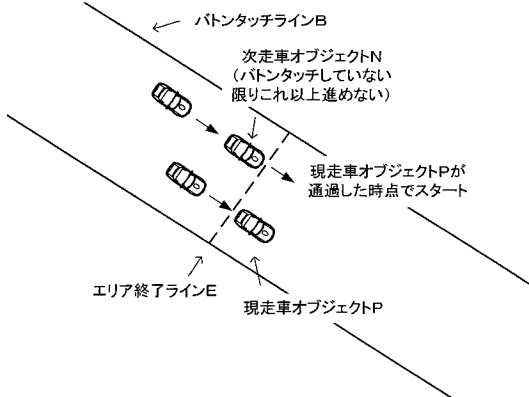 バトンタッチラインB
次走車オブジェクトN
(バトンタッチしていない
限りこれ以上進めない)
現走車オブジェクトPが
通過した時点でスタート
エリア終了ラインE
現走車オブジェクトP